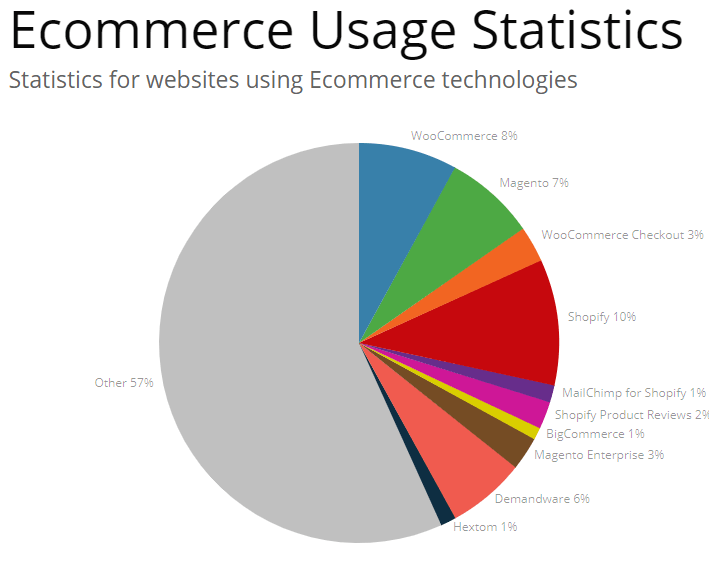 Ecommerce Usage Statistics
Statistics for websites using Ecommerce technologies
WooCommerce 8%
Magento 7%
WooCommerce Checkout 3%
Shopify 10%
Other 57%
MailChimp for Shopify 1%
Shopify Product Reviews 2%
BigCommerce 1%
Magento Enterprise 3%
Demandware 6%
Hextom 1%